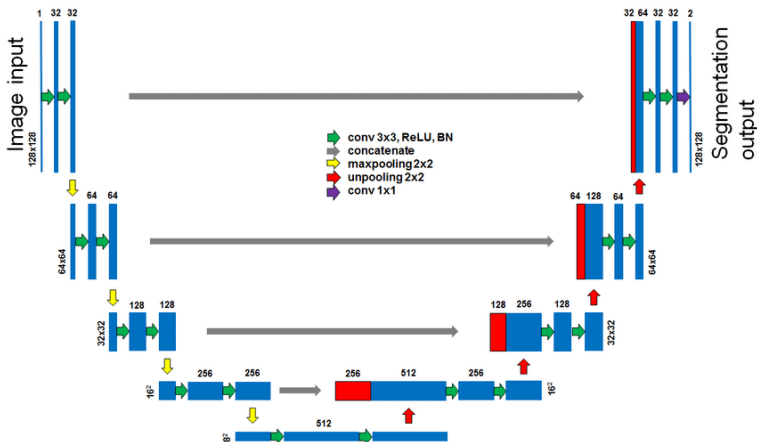 1 32 32
Image input
128x128
64 64
64x64
128 128
32x32
256 256
16²
512
8²
conv 3x3, ReLU, BN
concatenate
maxpooling 2x2
unpooling 2x2
conv 1x1
256 512 256
16²
128 256 128
32x32
64 128 64
64x64
32 64 32 32 2
128x128
Segmentation
output